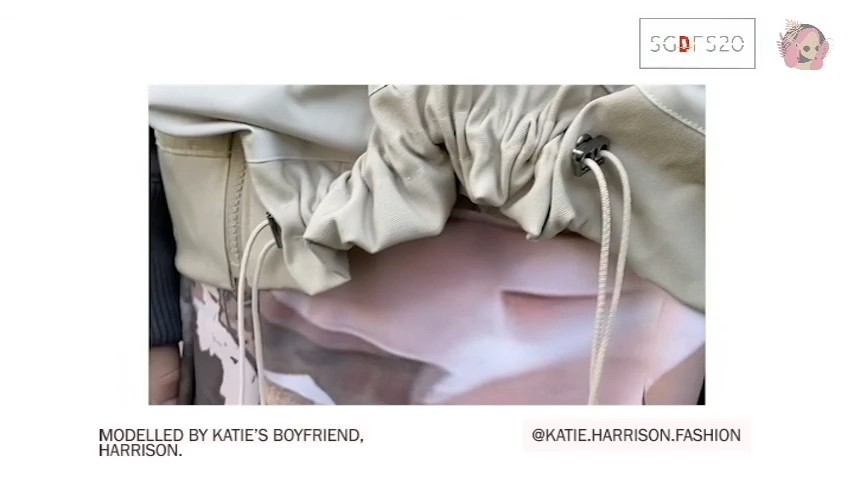 SGDFS20
MODELLED BY KATIE'S BOYFRIEND,
HARRISON.
@KATIE.HARRISON.FASHION